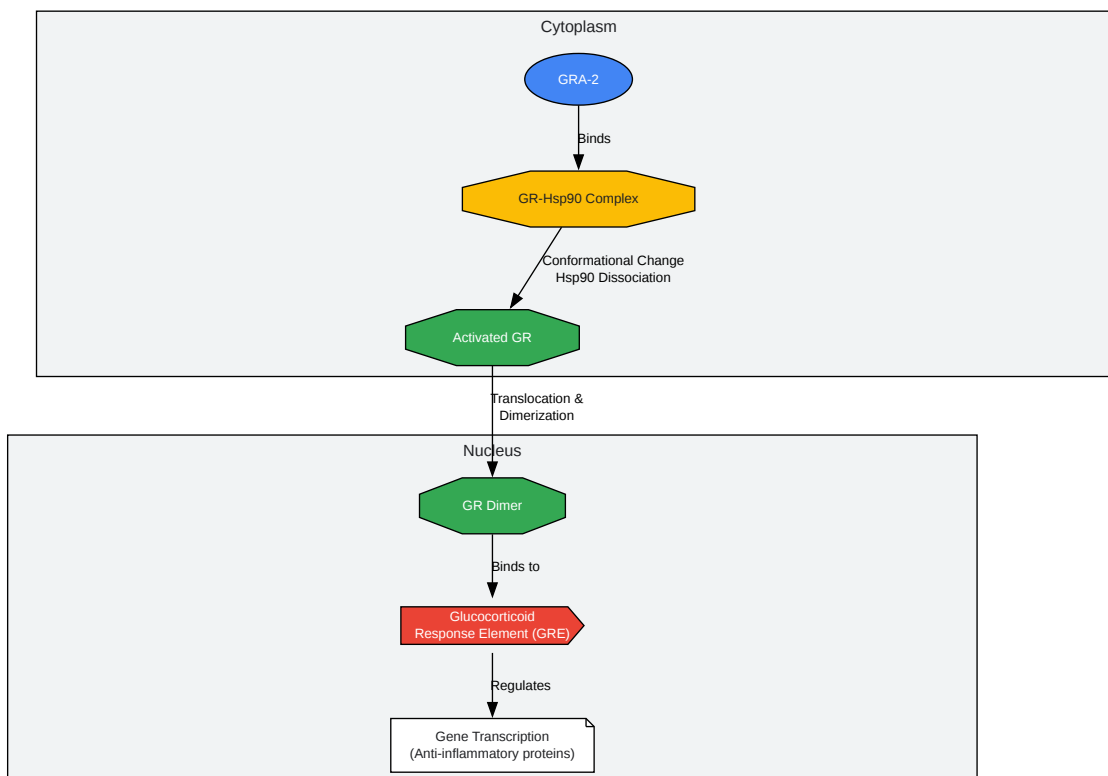 Cytoplasm
GRA-2
Binds
GR-Hsp90 Complex
Conformational Change
Hsp90 Dissociation
Activated GR
Translocation &
Dimerization
Nucleus
GR Dimer
Binds to
Glucocorticoid
Response Element (GRE)
Regulates
Gene Transcription
(Anti-inflammatory proteins)